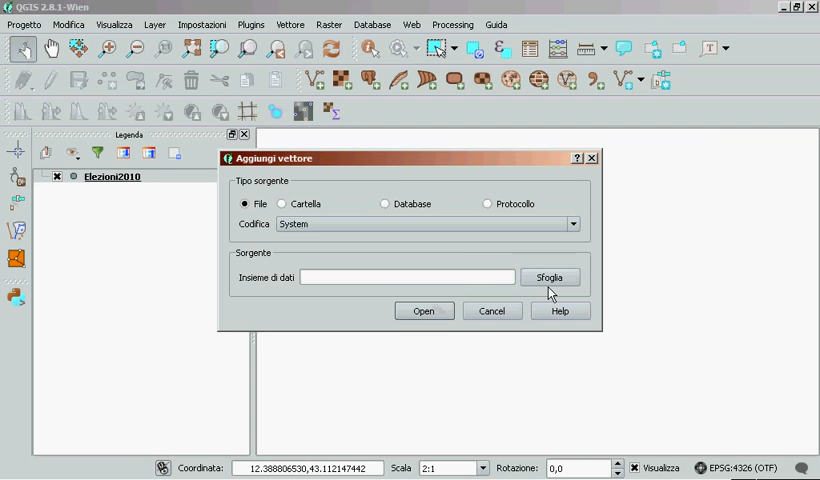 QGIS 2.8.1-Wien
Progetto Modifica Visualizza Layer Impostazioni Plugins Vettore Raster Database Web Processing Guida
Legenda
Elezioni2010
Aggiungi vettore
Tipo sorgente
File Cartella Database Protocollo
Codifica System
Sorgente
Insieme di dati Sfoglia
Open Cancel Help
Coordinata: 12.388806530,43.112147442 Scala 2:1 Rotazione: 0,0 Visualizza EPSG:4326 (OTF)